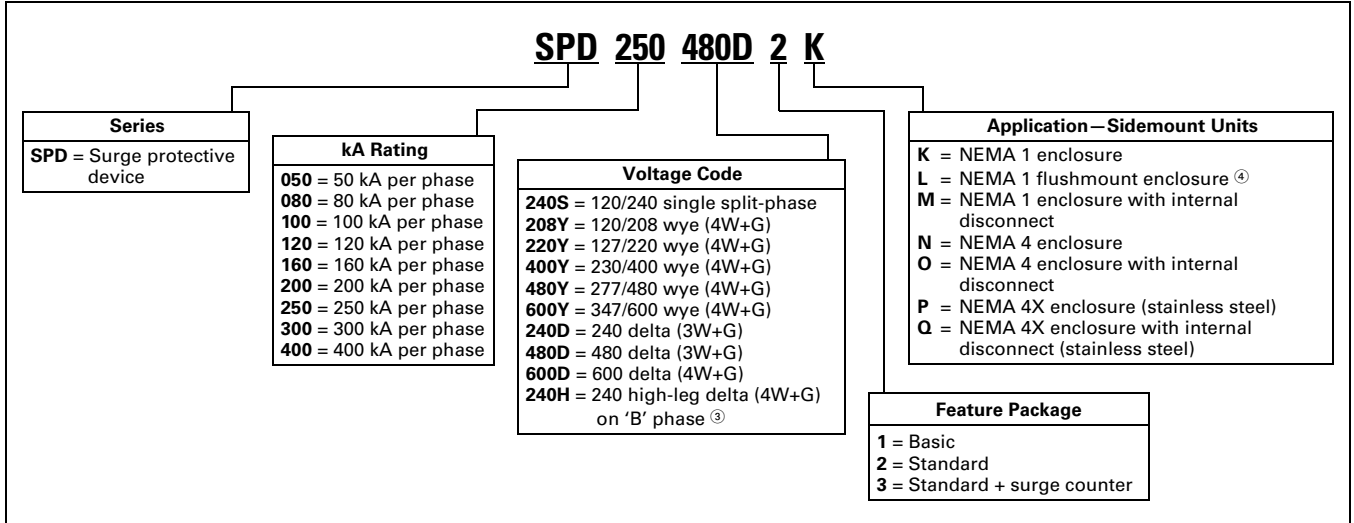 SPD 250 480D 2 K
Series
SPD = Surge protective
device
kA Rating
050 = 50 kA per phase
080 = 80 kA per phase
100 = 100 kA per phase
120 = 120 kA per phase
160 = 160 kA per phase
200 = 200 kA per phase
250 = 250 kA per phase
300 = 300 kA per phase
400 = 400 kA per phase
Voltage Code
240S = 120/240 single split-phase
208Y = 120/208 wye (4W+G)
220Y = 127/220 wye (4W+G)
400Y = 230/400 wye (4W+G)
480Y = 277/480 wye (4W+G)
600Y = 347/600 wye (4W+G)
240D = 240 delta (3W+G)
480D = 480 delta (3W+G)
600D = 600 delta (4W+G)
240H = 240 high-leg delta (4W+G)
on ‘B’ phase ③
Application—Sidemount Units
K = NEMA 1 enclosure
L = NEMA 1 flushmount enclosure ④
M = NEMA 1 enclosure with internal
disconnect
N = NEMA 4 enclosure
O = NEMA 4 enclosure with internal
disconnect
P = NEMA 4X enclosure (stainless steel)
Q = NEMA 4X enclosure with internal
disconnect (stainless steel)
Feature Package
1 = Basic
2 = Standard
3 = Standard + surge counter